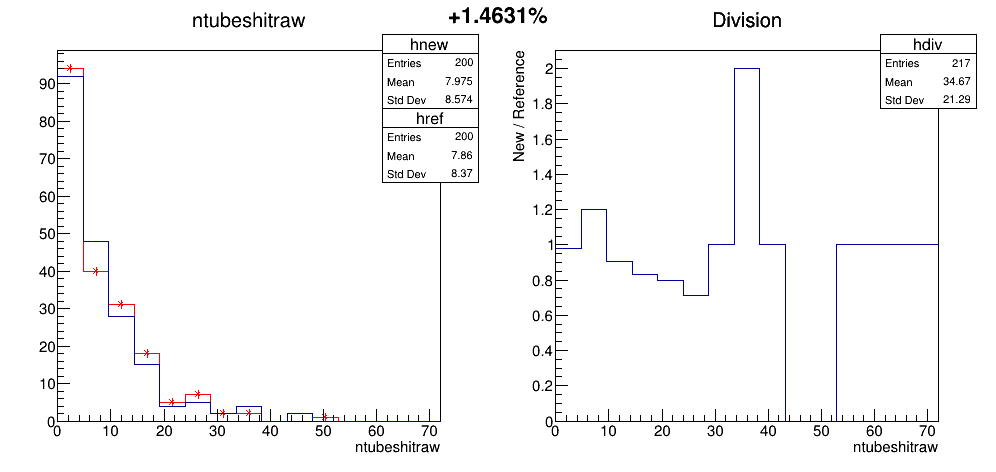 +1.4631%
ntubeshitraw
hnew
Entries 200
Mean 7.975
Std Dev 8.574
href
Entries 200
Mean 7.86
Std Dev 8.37
90
80
70
60
50
40
30
20
10
0
0 10 20 30 40 50 60 70
ntubeshitraw
Division
hdiv
Entries 217
Mean 34.67
Std Dev 21.29
New / Reference
2
1.8
1.6
1.4
1.2
1
0.8
0.6
0.4
0.2
0
0 10 20 30 40 50 60 70
ntubeshitraw